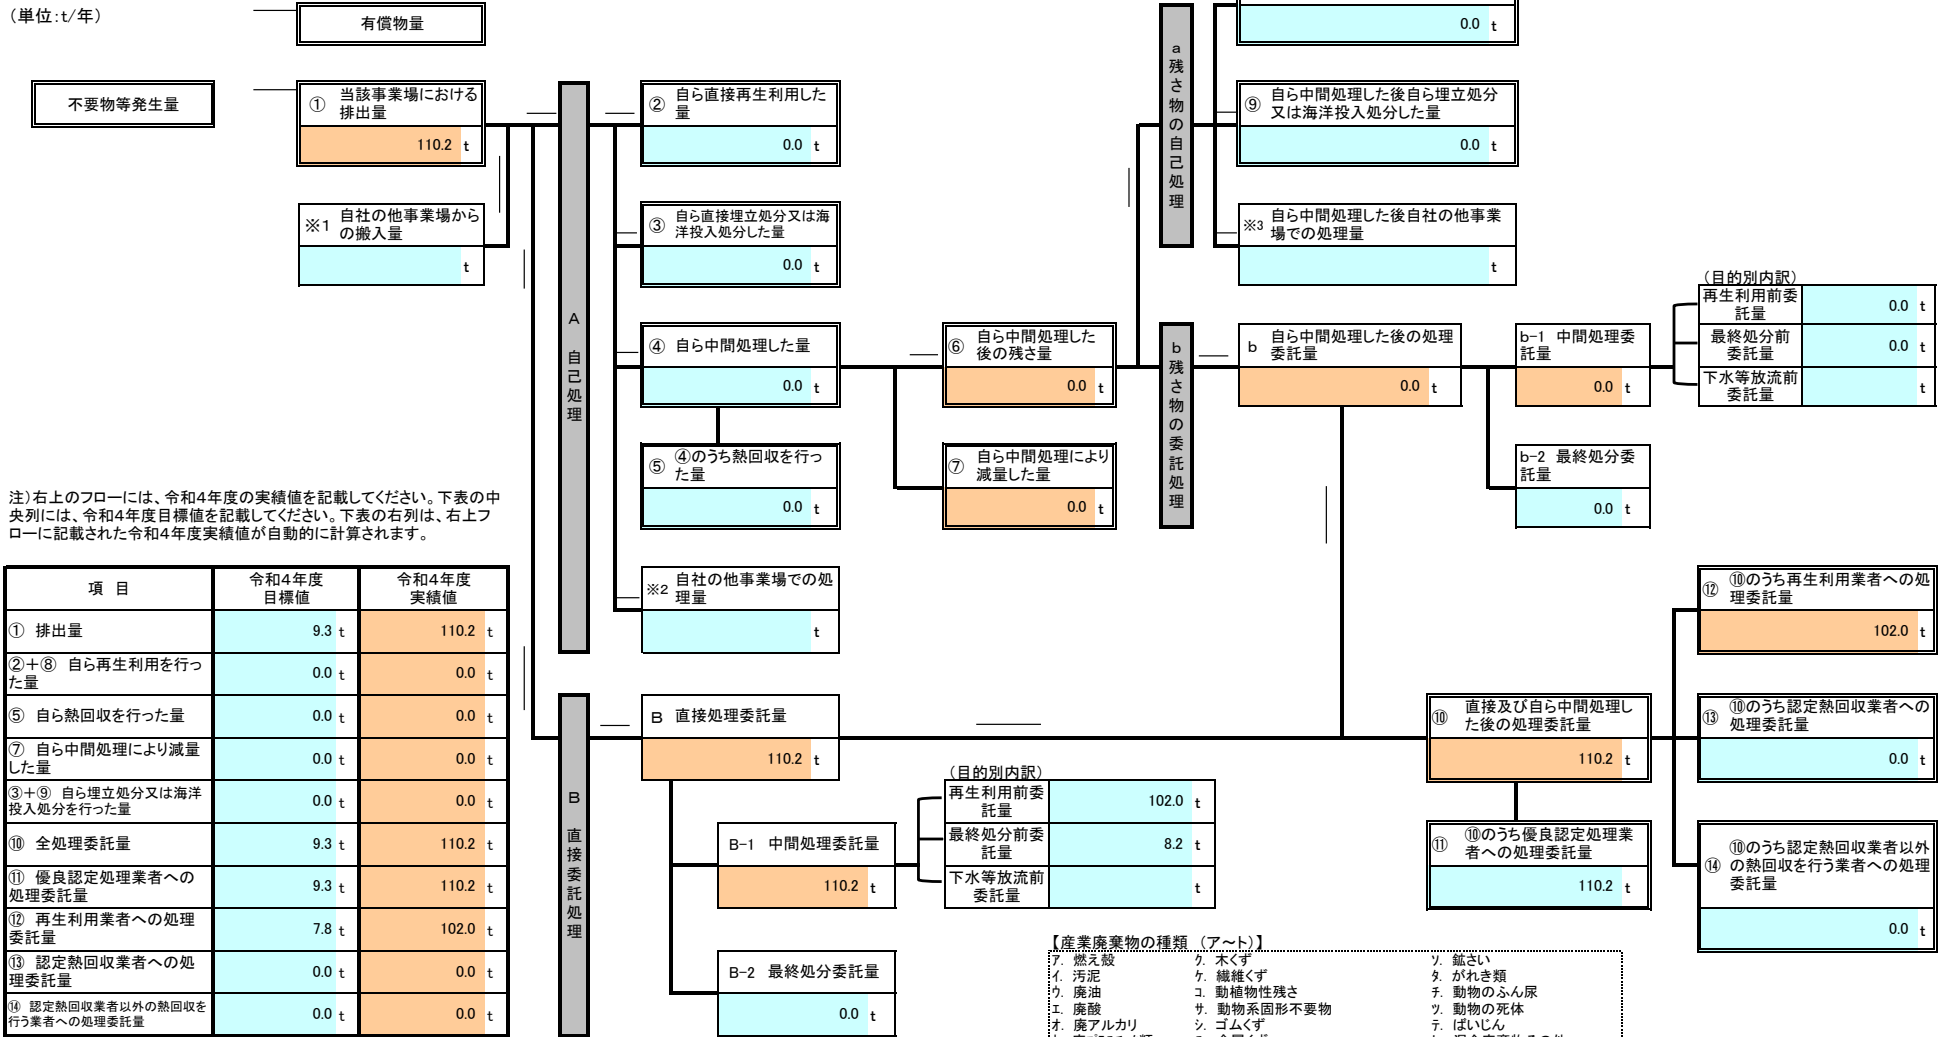 (単位:t/年)
有償物量
0.0 t
不要物等発生量
① 当該事業場における
排出量
110.2 t
※1 自社の他事業場から
の搬入量
t
A 自己処理
② 自ら直接再生利用した
量
0.0 t
③ 自ら直接埋立処分又は海
洋投入処分した量
0.0 t
④ 自ら中間処理した量
0.0 t
⑤ ④のうち熱回収を行っ
た量
0.0 t
※2 自社の他事業場での処
理量
t
⑥ 自ら中間処理した
後の残さ量
0.0 t
⑦ 自ら中間処理により
減量した量
0.0 t
a 残さ物の自己処理
⑨ 自ら中間処理した後自ら埋立処分
又は海洋投入処分した量
0.0 t
※3 自ら中間処理した後自社の他事業
場での処理量
t
b 残さ物の委託処理
b 自ら中間処理した後の処理
委託量
0.0 t
b-1 中間処理委
託量
0.0 t
b-2 最終処分委
託量
0.0 t
(目的別内訳)
再生利用前委
託量
0.0 t
最終処分前
委託量
0.0 t
下水等放流前
委託量
t
注)右上のフローには、令和4年度の実績値を記載してください。下表の中
央列には、令和4年度目標値を記載してください。下表の右列は、右上フ
ローに記載された令和4年度実績値が自動的に計算されます。
項 目 令和4年度 令和4年度
目標値 実績値
① 排出量 9.3 t 110.2 t
②+⑧ 自ら再生利用を行っ
た量 0.0 t 0.0 t
⑤ 自ら熱回収を行った量 0.0 t 0.0 t
⑦ 自ら中間処理により減量
した量 0.0 t 0.0 t
③+⑨ 自ら埋立処分又は海洋
投入処分を行った量 0.0 t 0.0 t
⑩ 全処理委託量 9.3 t 110.2 t
⑪ 優良認定処理業者への
処理委託量 9.3 t 110.2 t
⑫ 再生利用業者への処理
委託量 7.8 t 102.0 t
⑬ 認定熱回収業者への処
理委託量 0.0 t 0.0 t
⑭ 認定熱回収業者以外の熱回収を
行う業者への処理委託量 0.0 t 0.0 t
B 直接委託処理
B 直接処理委託量
110.2 t
B-1 中間処理委託量
110.2 t
B-2 最終処分委託量
0.0 t
(目的別内訳)
再生利用前委
託量
102.0 t
最終処分前委
託量
8.2 t
下水等放流前
委託量
t
⑩ 直接及び自ら中間処理し
た後の処理委託量
110.2 t
⑪ ⑩のうち優良認定処理業
者への処理委託量
110.2 t
⑫ ⑩のうち再生利用業者への処
理委託量
102.0 t
⑬ ⑩のうち認定熱回収業者への
処理委託量
0.0 t
⑭ ⑩のうち認定熱回収業者以外
の熱回収を行う業者への処理
委託量
0.0 t
【産業廃棄物の種類 (ア~ト)】
ア. 燃え殻 ク. 木くず ソ. 鉱さい
イ. 汚泥 ケ. 繊維くず タ. がれき類
ウ. 廃油 コ. 動植物性残さ チ. 動物のふん尿
エ. 廃酸 サ. 動物系固形不要物 ツ. 動物の死体
オ. 廃アルカリ シ. ゴムくず テ. ばいじん